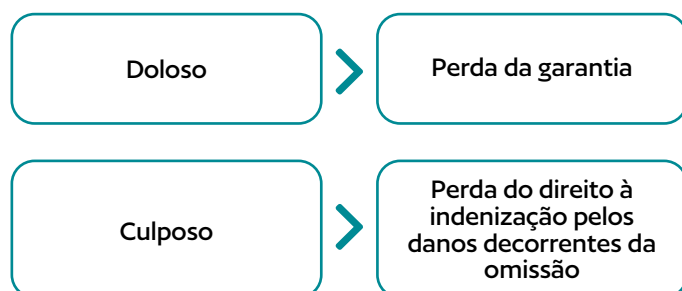 Doloso
Perda da garantia
Culposo
Perda do direito à
indenização pelos
danos decorrentes da
omissão